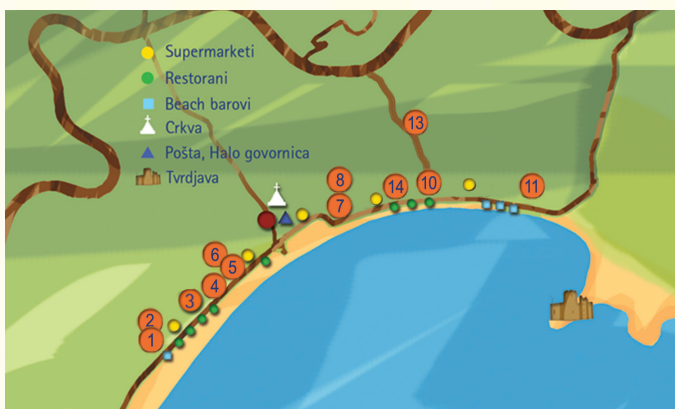 Supermarketi
Restorani
Beach barovi
Crkva
Pošta, Halo govornica
Tvrdjava
13
8
7
14
10
11
6
5
4
3
2
1